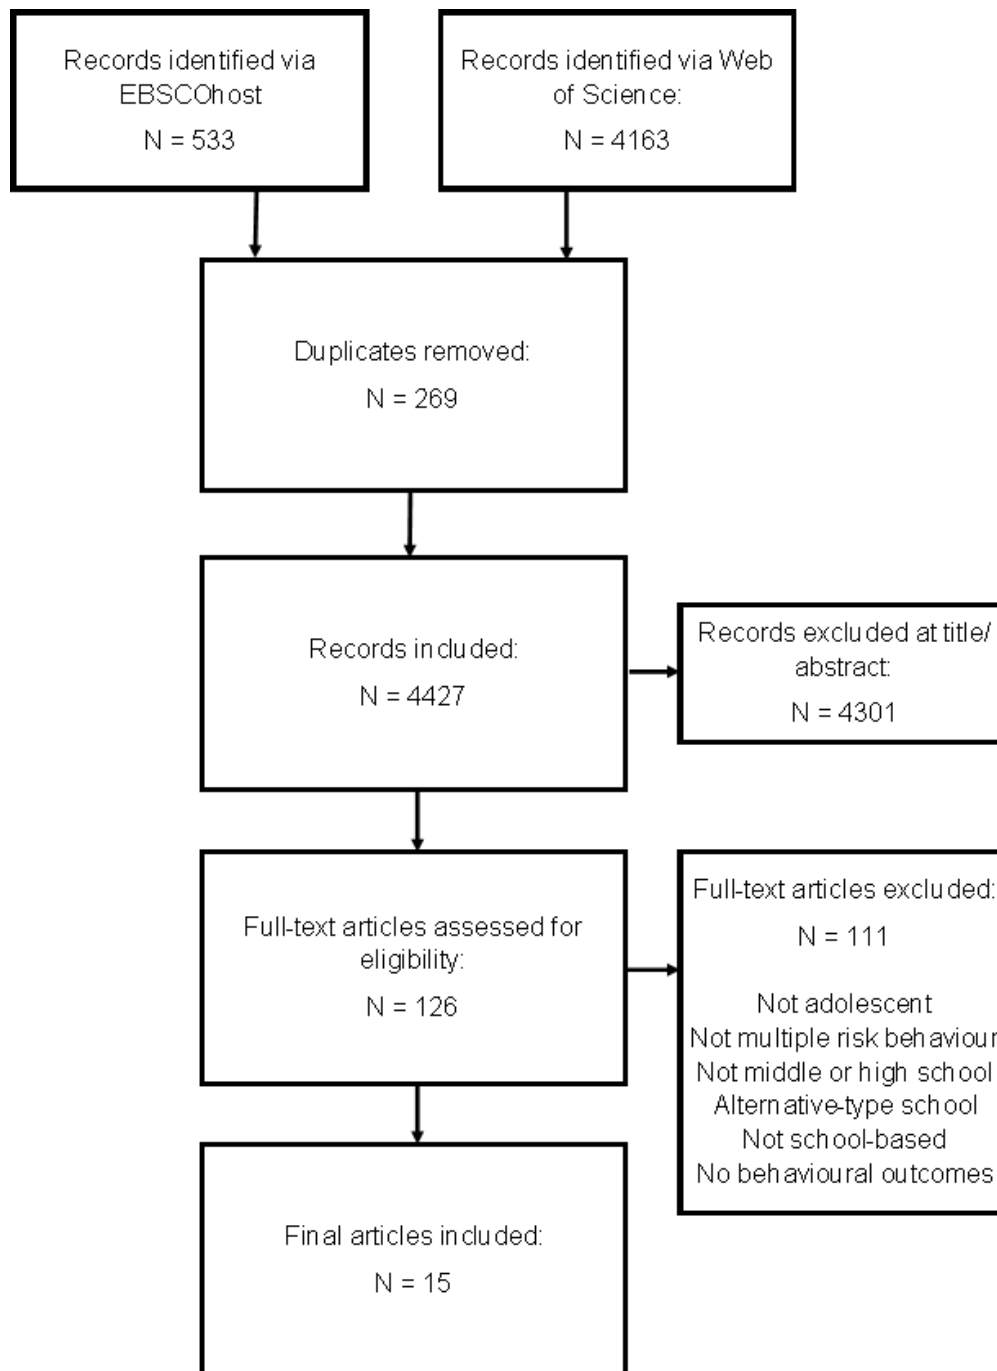 Records identified via
EBSCOhost
N = 533
Records identified via Web
of Science:
N = 4163
Duplicates removed:
N = 269
Records included:
N = 4427
Records excluded at title/
abstract:
N = 4301
Full-text articles assessed for
eligibility:
N = 126
Full-text articles excluded:
N = 111
Not adolescent
Not multiple risk behaviour
Not middle or high school
Alternative-type school
Not school-based
No behavioural outcomes
Final articles included:
N = 15